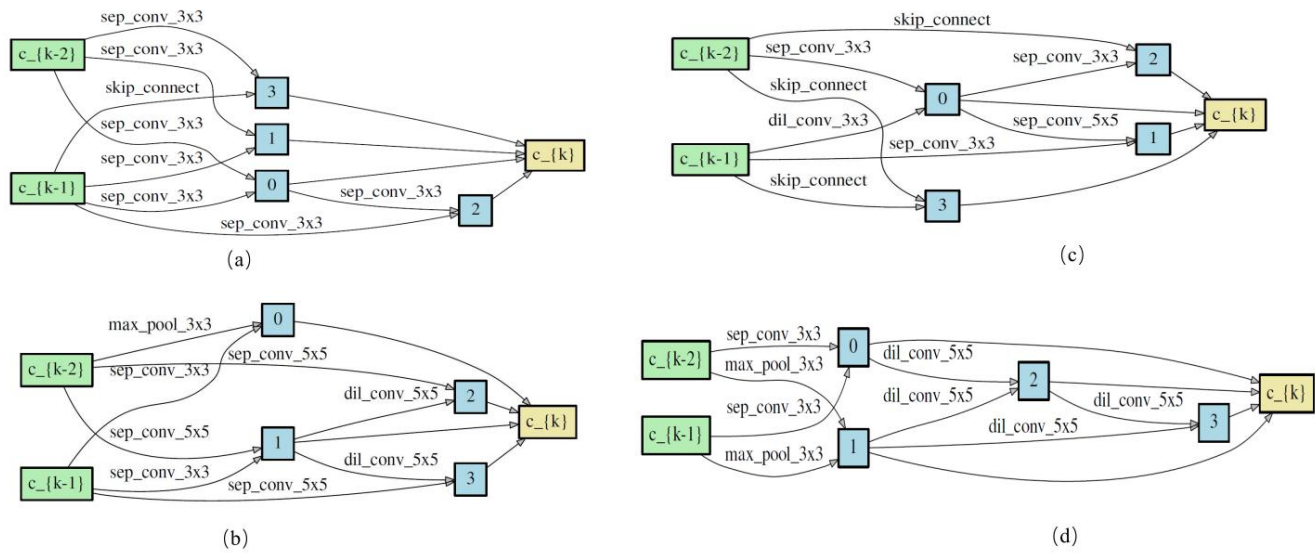 sep_conv_3x3
c_{k-2}
sep_conv_3x3
3
skip_connect
sep_conv_3x3
1
c_{k}
sep_conv_3x3
c_{k-1}
0
sep_conv_3x3
sep_conv_3x3
2
sep_conv_3x3
(a)
skip_connect
c_{k-2}
sep_conv_3x3
sep_conv_3x3
2
skip_connect
0
c_{k}
dil_conv_3x3
sep_conv_5x5
1
c_{k-1}
sep_conv_3x3
skip_connect
3
(c)
0
max_pool_3x3
c_{k-2}
sep_conv_5x5
sep_conv_3x3
dil_conv_5x5
2
c_{k}
sep_conv_5x5
1
c_{k-1}
sep_conv_3x3
dil_conv_5x5
3
sep_conv_5x5
(b)
sep_conv_3x3
0
c_{k-2}
dil_conv_5x5
max_pool_3x3
2
c_{k}
dil_conv_5x5
dil_conv_5x5
sep_conv_3x3
3
c_{k-1}
1
dil_conv_5x5
max_pool_3x3
(d)